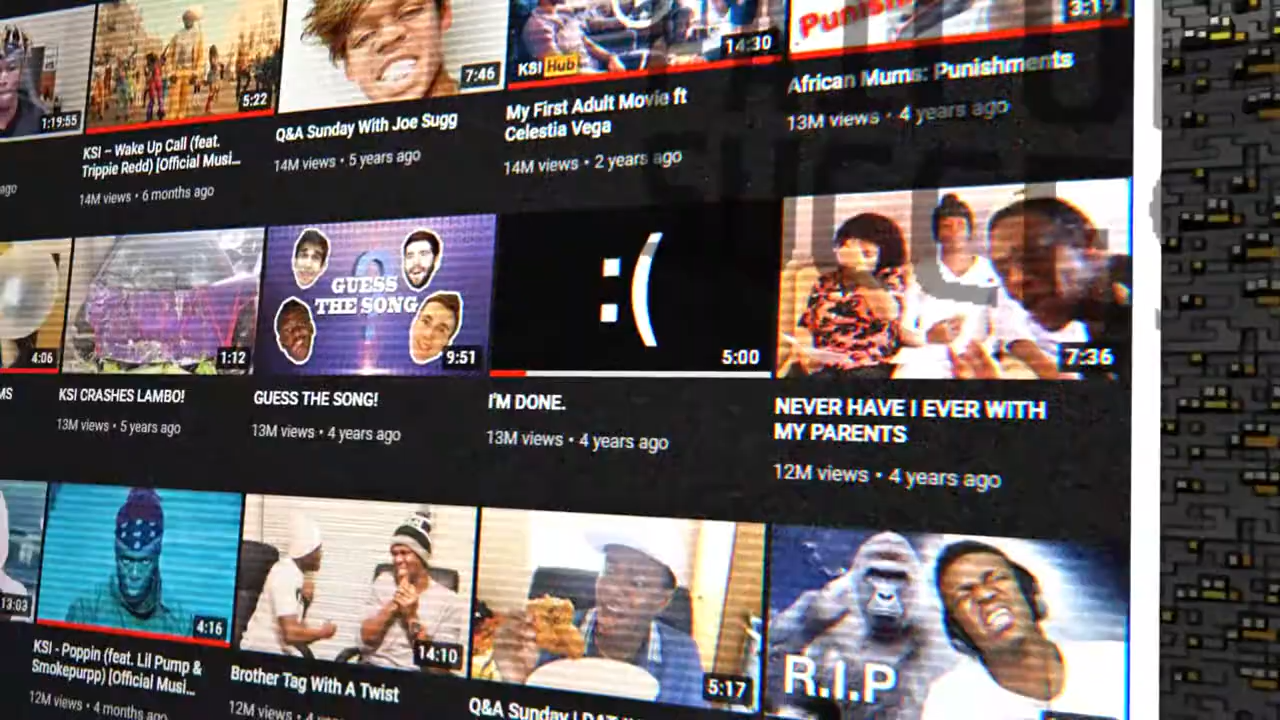 1:19:55
5:22
KSI – Wake Up Call (feat.
Trippie Redd) [Official Musi...
14M views • 6 months ago
7:46
Q&A Sunday With Joe Sugg
14M views • 5 years ago
KSI Hub
14:30
My First Adult Movie ft
Celestia Vega
14M views • 2 years ago
3:19
African Mums: Punishments
13M views • 4 years ago
ago
4:06
MS
1:12
KSI CRASHES LAMBO!
13M views • 5 years ago
GUESS
THE SONG
9:51
GUESS THE SONG!
13M views • 4 years ago
:(
5:00
I'M DONE.
13M views • 4 years ago
7:36
NEVER HAVE I EVER WITH
MY PARENTS
12M views • 4 years ago
13:03
4:16
KSI - Poppin (feat. Lil Pump &
Smokepurpp) [Official Musi...
12M views • 4 months ago
14:10
Brother Tag With A Twist
12M views • 4
5:17
Q&A Sunday |
R.I.P